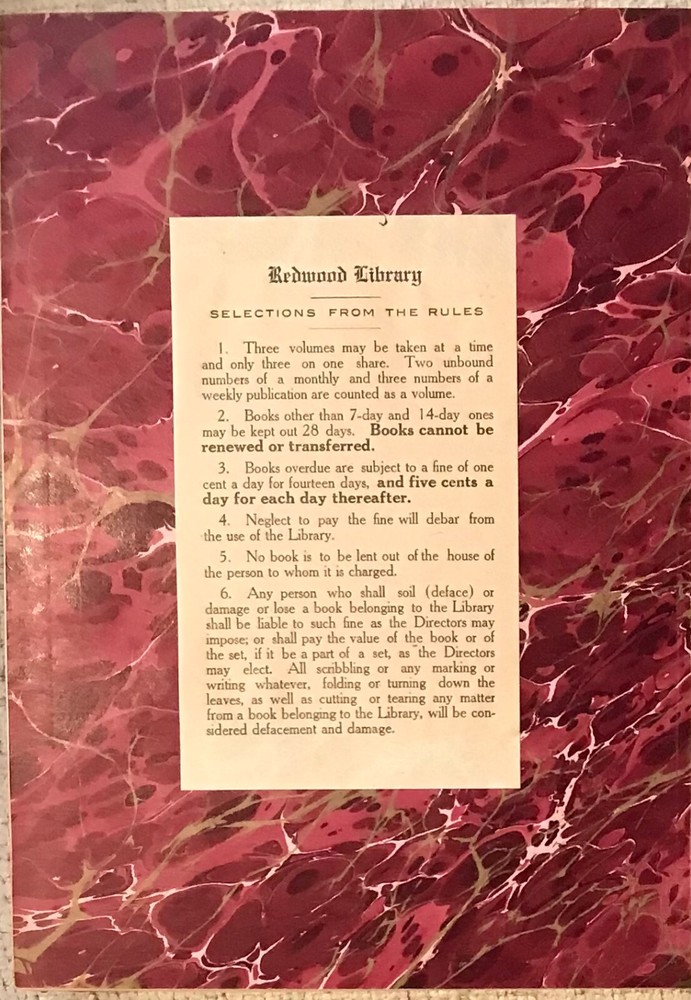 Redwood Library
SELECTIONS FROM THE RULES
1. Three volumes may be taken at a time
and only three on one share. Two unbound
numbers of a monthly and three numbers of a
weekly publication are counted as a volume.
2. Books other than 7-day and 14-day ones
may be kept out 28 days. Books cannot be
renewed or transferred.
3. Books overdue are subject to a fine of one
cent a day for fourteen days, and five cents a
day for each day thereafter.
4. Neglect to pay the fine will debar from
the use of the Library.
5. No book is to be lent out of the house of
the person to whom it is charged.
6. Any person who shall soil (deface) or
damage or lose a book belonging to the Library
shall be liable to such fine as the Directors may
impose; or shall pay the value of the book or of
the set, if it be a part of a set, as the Directors
may elect. All scribbling or any marking or
writing whatever, folding or turning down the
leaves, as well as cutting or tearing any matter
from a book belonging to the Library, will be con-
sidered defacement and damage.